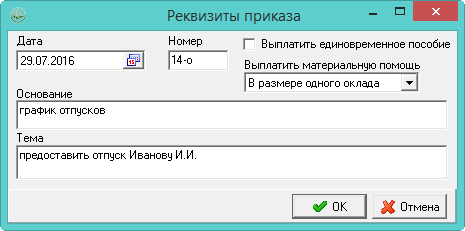 Реквизиты приказа
Дата
Номер
Выплатить единовременное пособие
29.07.2016
14-о
Выплатить материальную помощь
В размере одного оклада
Основание
график отпусков
Тема
предоставить отпуск Иванову И.И.
OK
Отмена